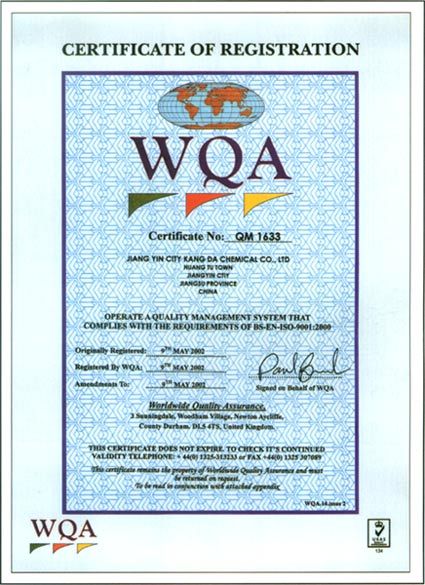 CERTIFICATE OF REGISTRATION
WQA
Certificate No: QM 1633
JIANG YIN CITY KANG DA CHEMICAL CO., LTD
HUANG TU TOWN
JIANGYIN CITY
JIANGSU PROVINCE
CHINA
OPERATE A QUALITY MANAGEMENT SYSTEM THAT
COMPLIES WITH THE REQUIREMENTS OF BS-EN-ISO-9001:2000
Originally Registered: 9TH MAY 2002
Registered By WQA: 9TH MAY 2002
Amendments To: 9TH MAY 2002
Signed on Behalf of WQA
Worldwide Quality Assurance,
3 Sunningdale, Woodham Village, Newton Aycliffe,
County Durham, DL5 4TS, United Kingdom.
THIS CERTIFICATE DOES NOT EXPIRE TO CHECK IT'S CONTINUED
VALIDITY TELEPHONE: + 44(0) 1325-313233 or FAX +44(0) 1325 307089
This certificate remains the property of Worldwide Quality Assurance and must
be returned on request.
To be read in conjunction with attached appendix
WQA.16.issue 2
WQA
UKAS
124